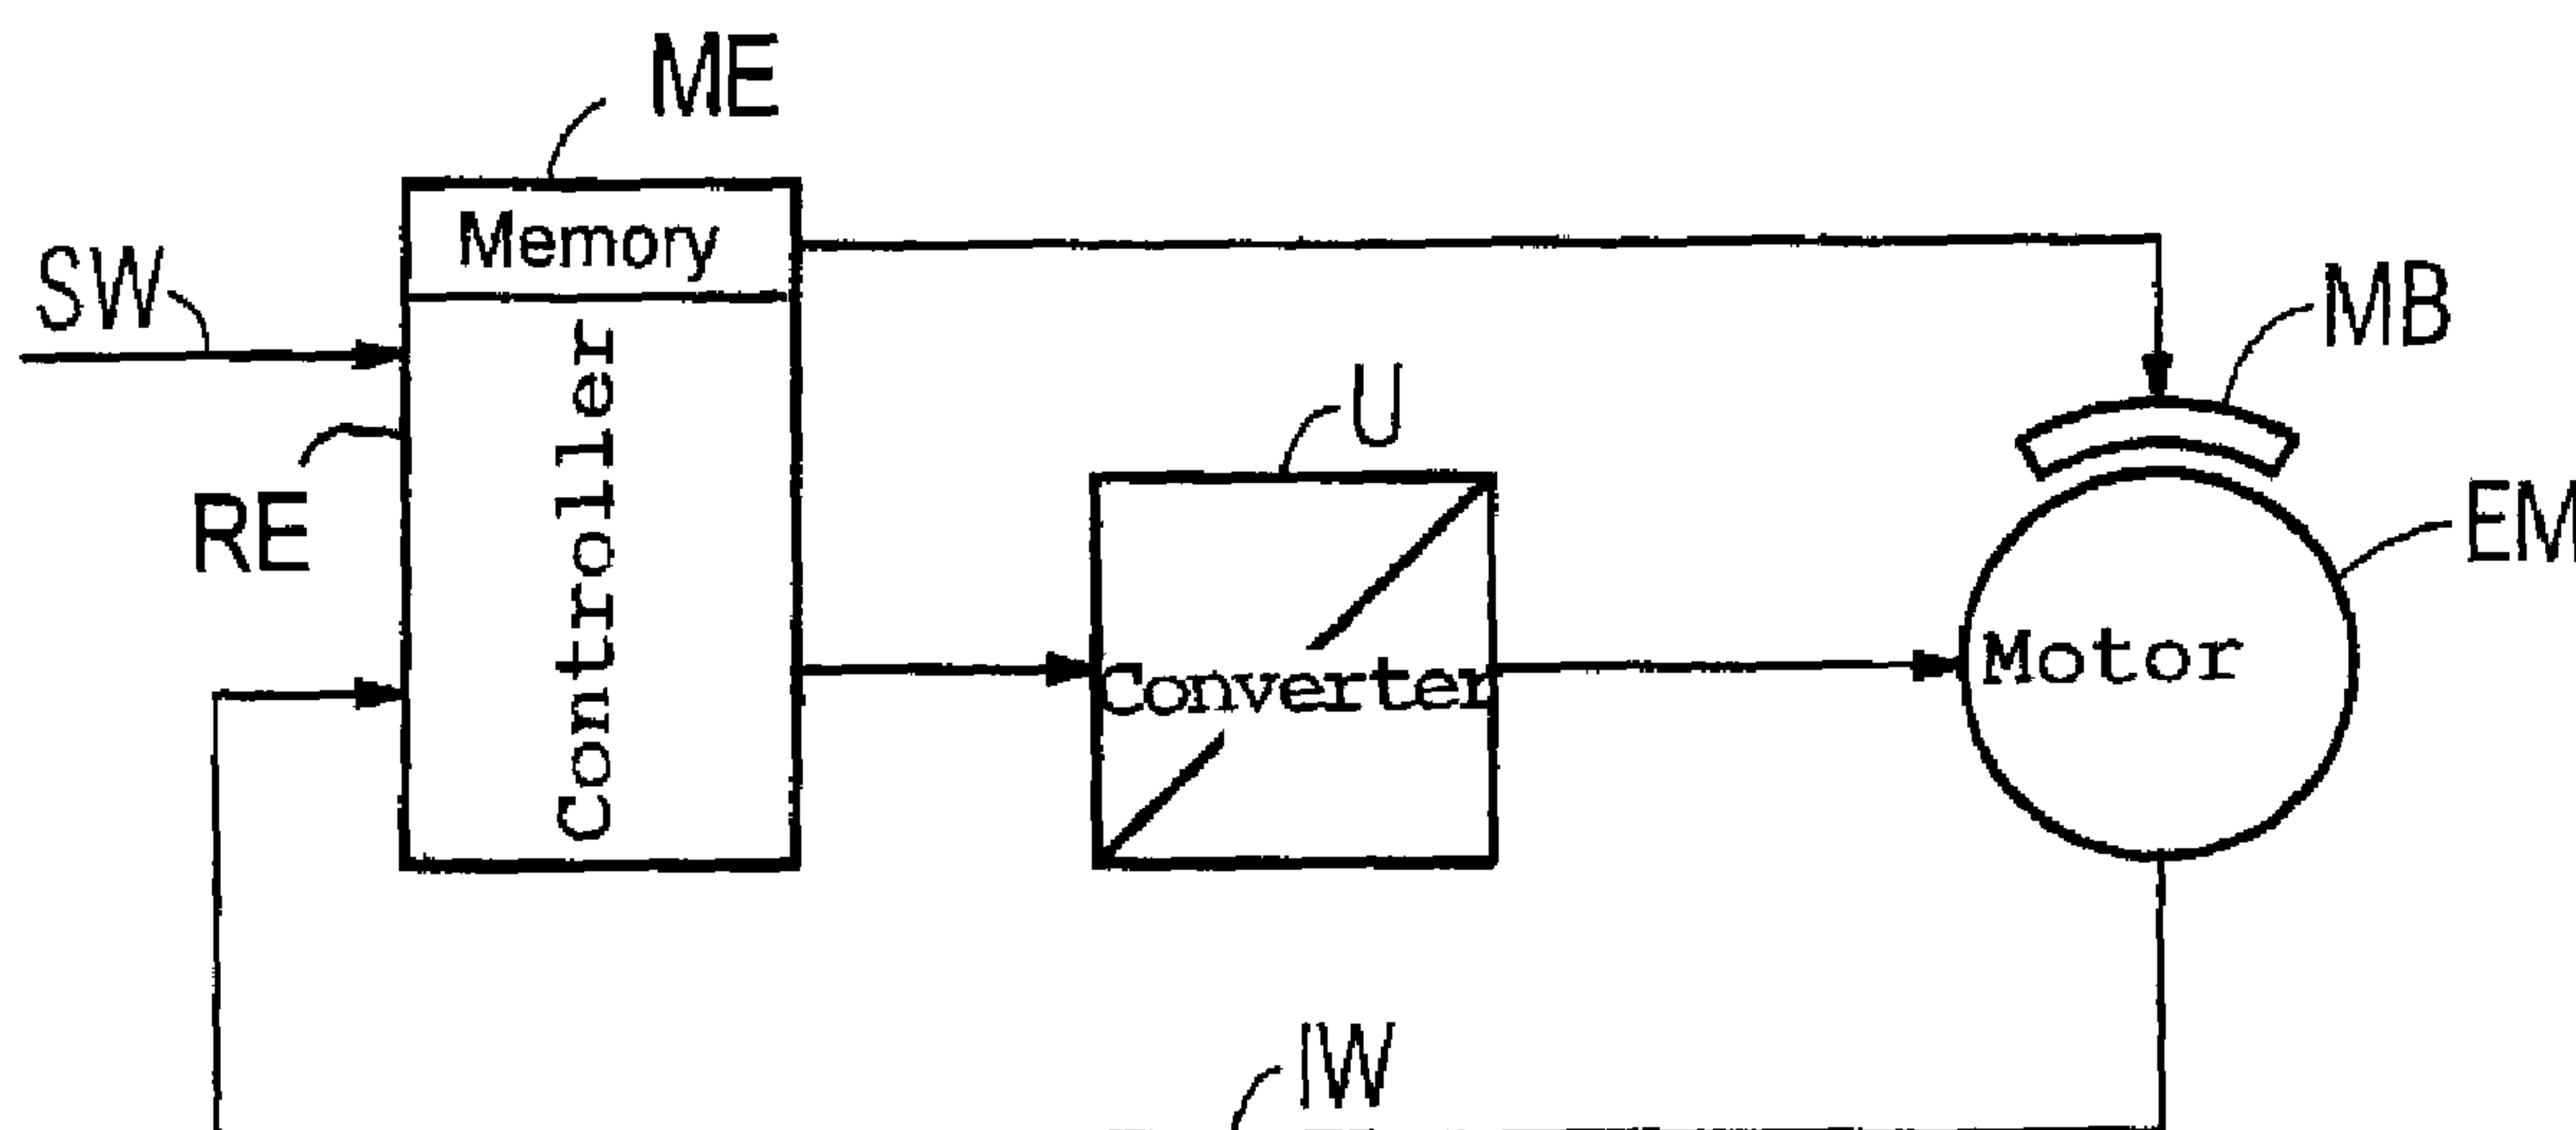 ME
Memory
SW
MB
U
RE
Controller
EM
Converter
Motor
IW